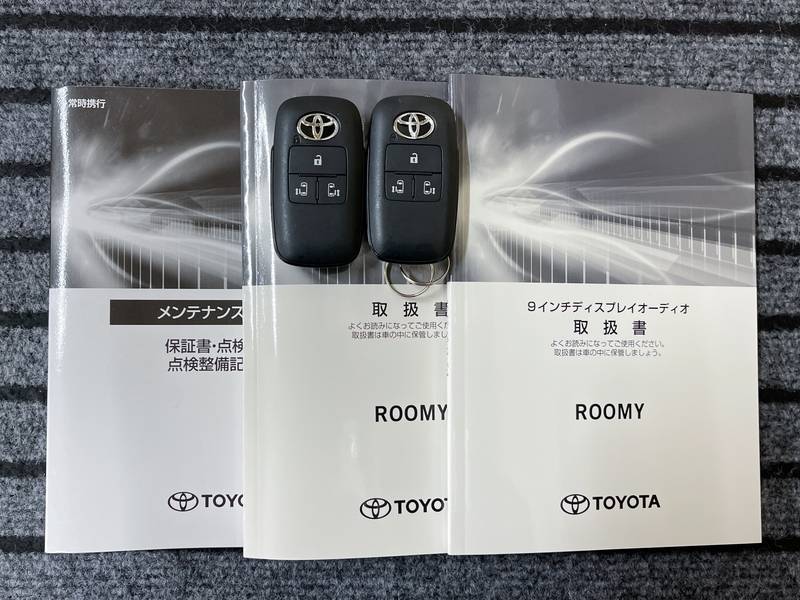 常時携行
メンテナンス
保証書・点検
点検整備記
TOYO
取扱書
よくお読みになってご使用くだ
取扱書は車の中に保管しましょ
ROOMY
TOYOT
9インチディスプレイオーディオ
取扱書
よくお読みになってご使用ください。
取扱書は車の中に保管しましょう。
ROOMY
TOYOTA